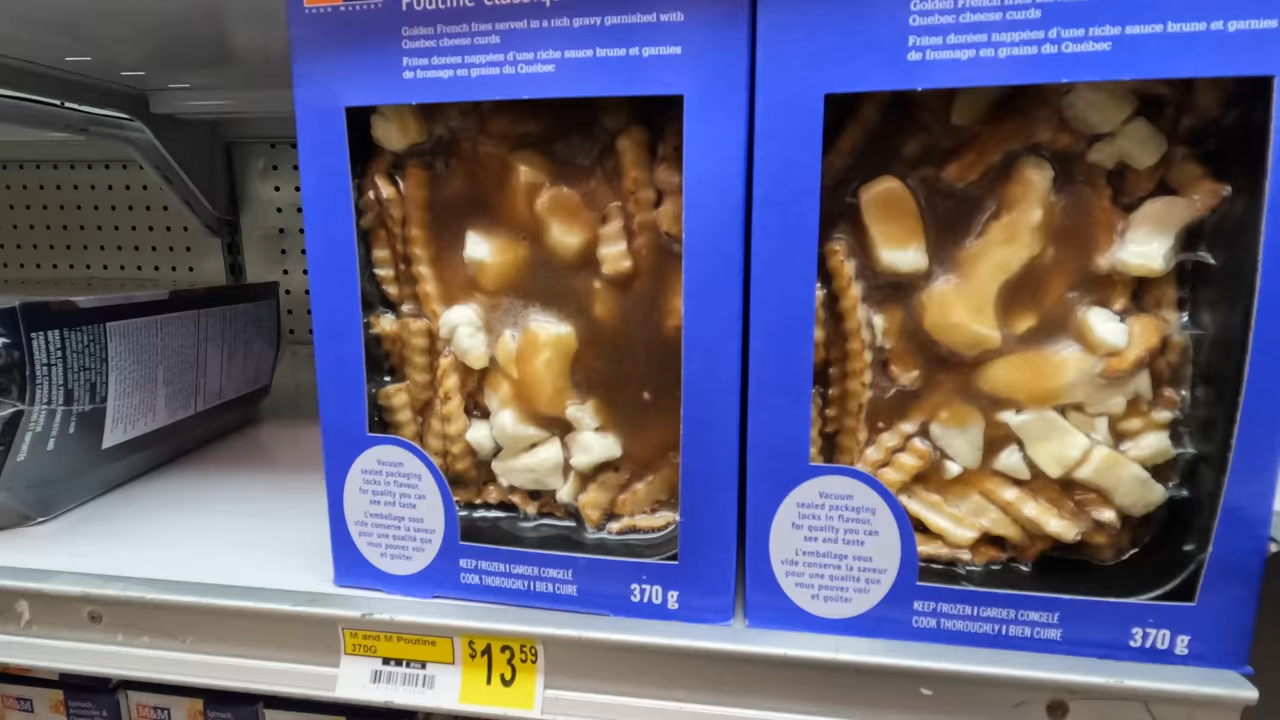 FOOD MARKET
Poutine Classique
Golden French fries served in a rich gravy garnished with
Quebec cheese curds
Frites dorées nappées d'une riche sauce brune et garnies
de fromage en grains du Québec
Vacuum
sealed packaging
locks in flavour,
for quality you can
see and taste
L'emballage sous
vide conserve la saveur
pour une qualité que
vous pouvez voir
et goûter
KEEP FROZEN | GARDER CONGELÉ
COOK THOROUGHLY | BIEN CUIRE
370 g
Golden French fries
Quebec cheese curds
Frites dorées nappées d'une riche sauce brune et garnies
de fromage en grains du Québec
Vacuum
sealed packaging
locks in flavour,
for quality you can
see and taste
L'emballage sous
vide conserve la saveur
pour une qualité que
vous pouvez voir
et goûter
KEEP FROZEN | GARDER CONGELÉ
COOK THOROUGHLY | BIEN CUIRE
370 g
M and M Poutine
370G
$13.59
M&M
M&M
Spinach,